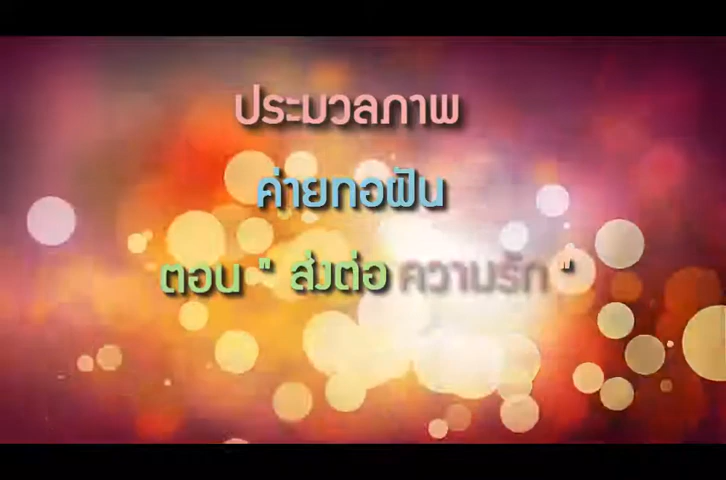 ประมวลภาพ
ค่ายทอฝัน
ตอน " ส่งต่อ ความรัก "